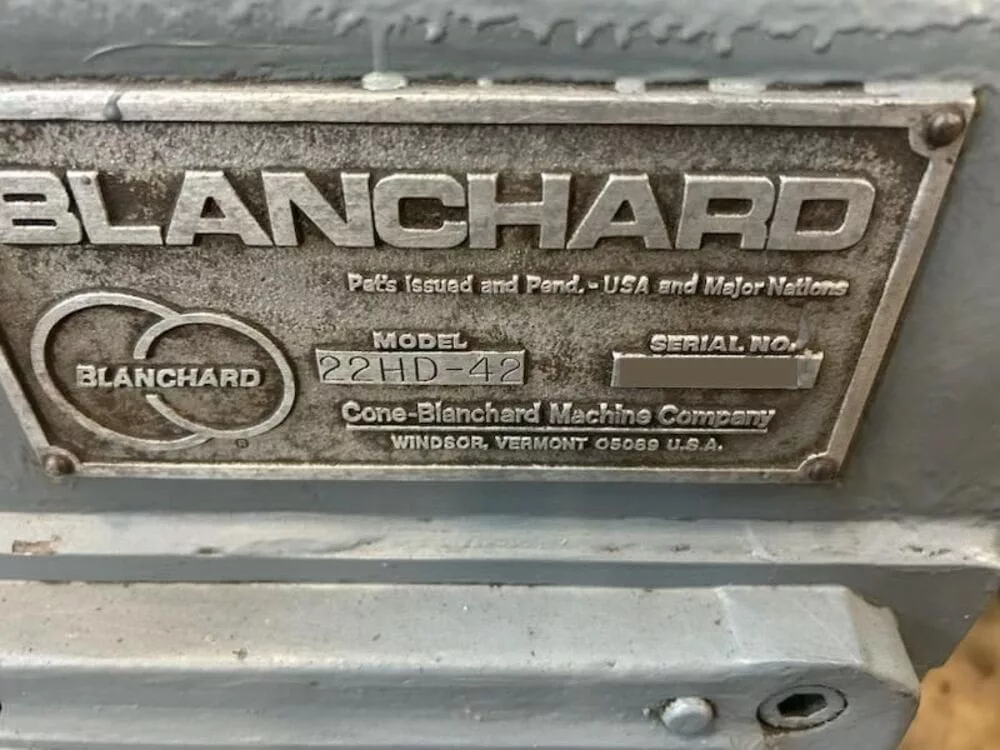 BLANCHARD
Pat's Issued and Pend.-USA and Major Nations
MODEL
22HD-42
SERIAL NO.
BLANCHARD
®
Cone-Blanchard Machine Company
WINDSOR, VERMONT 05089 U.S.A.